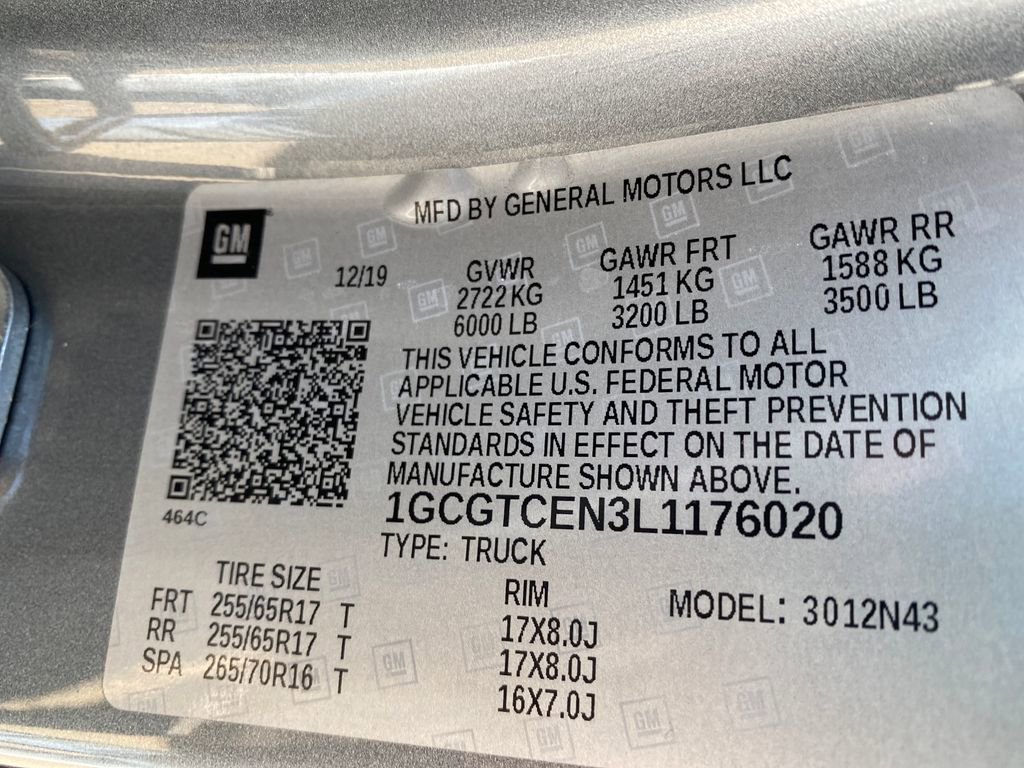 MFD BY GENERAL MOTORS LLC
GM
12/19
GVWR GAWR FRT GAWR RR
2722 KG 1451 KG 1588 KG
6000 LB 3200 LB 3500 LB
THIS VEHICLE CONFORMS TO ALL
APPLICABLE U.S. FEDERAL MOTOR
VEHICLE SAFETY AND THEFT PREVENTION
STANDARDS IN EFFECT ON THE DATE OF
MANUFACTURE SHOWN ABOVE.
464C
1GCGTCEN3L1176020
TYPE: TRUCK
TIRE SIZE RIM MODEL: 3012N43
FRT 255/65R17 T 17X8.0J
RR 255/65R17 T 17X8.0J
SPA 265/70R16 T 16X7.0J